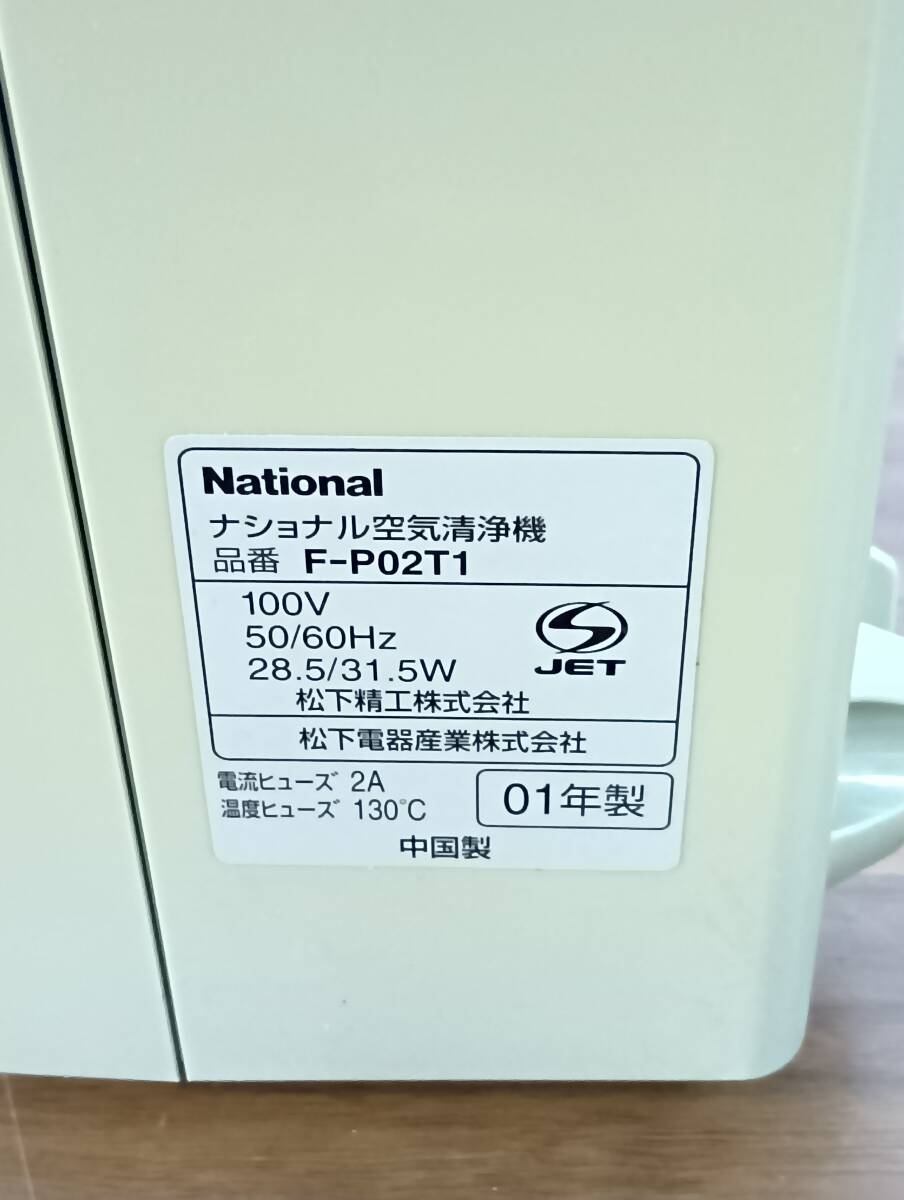 National
ナショナル空気清浄機
品番 F-P02T1
100V
50/60Hz
28.5/31.5W
JET
松下精工株式会社
松下電器産業株式会社
電流ヒューズ 2A
温度ヒューズ 130℃
01年製
中国製